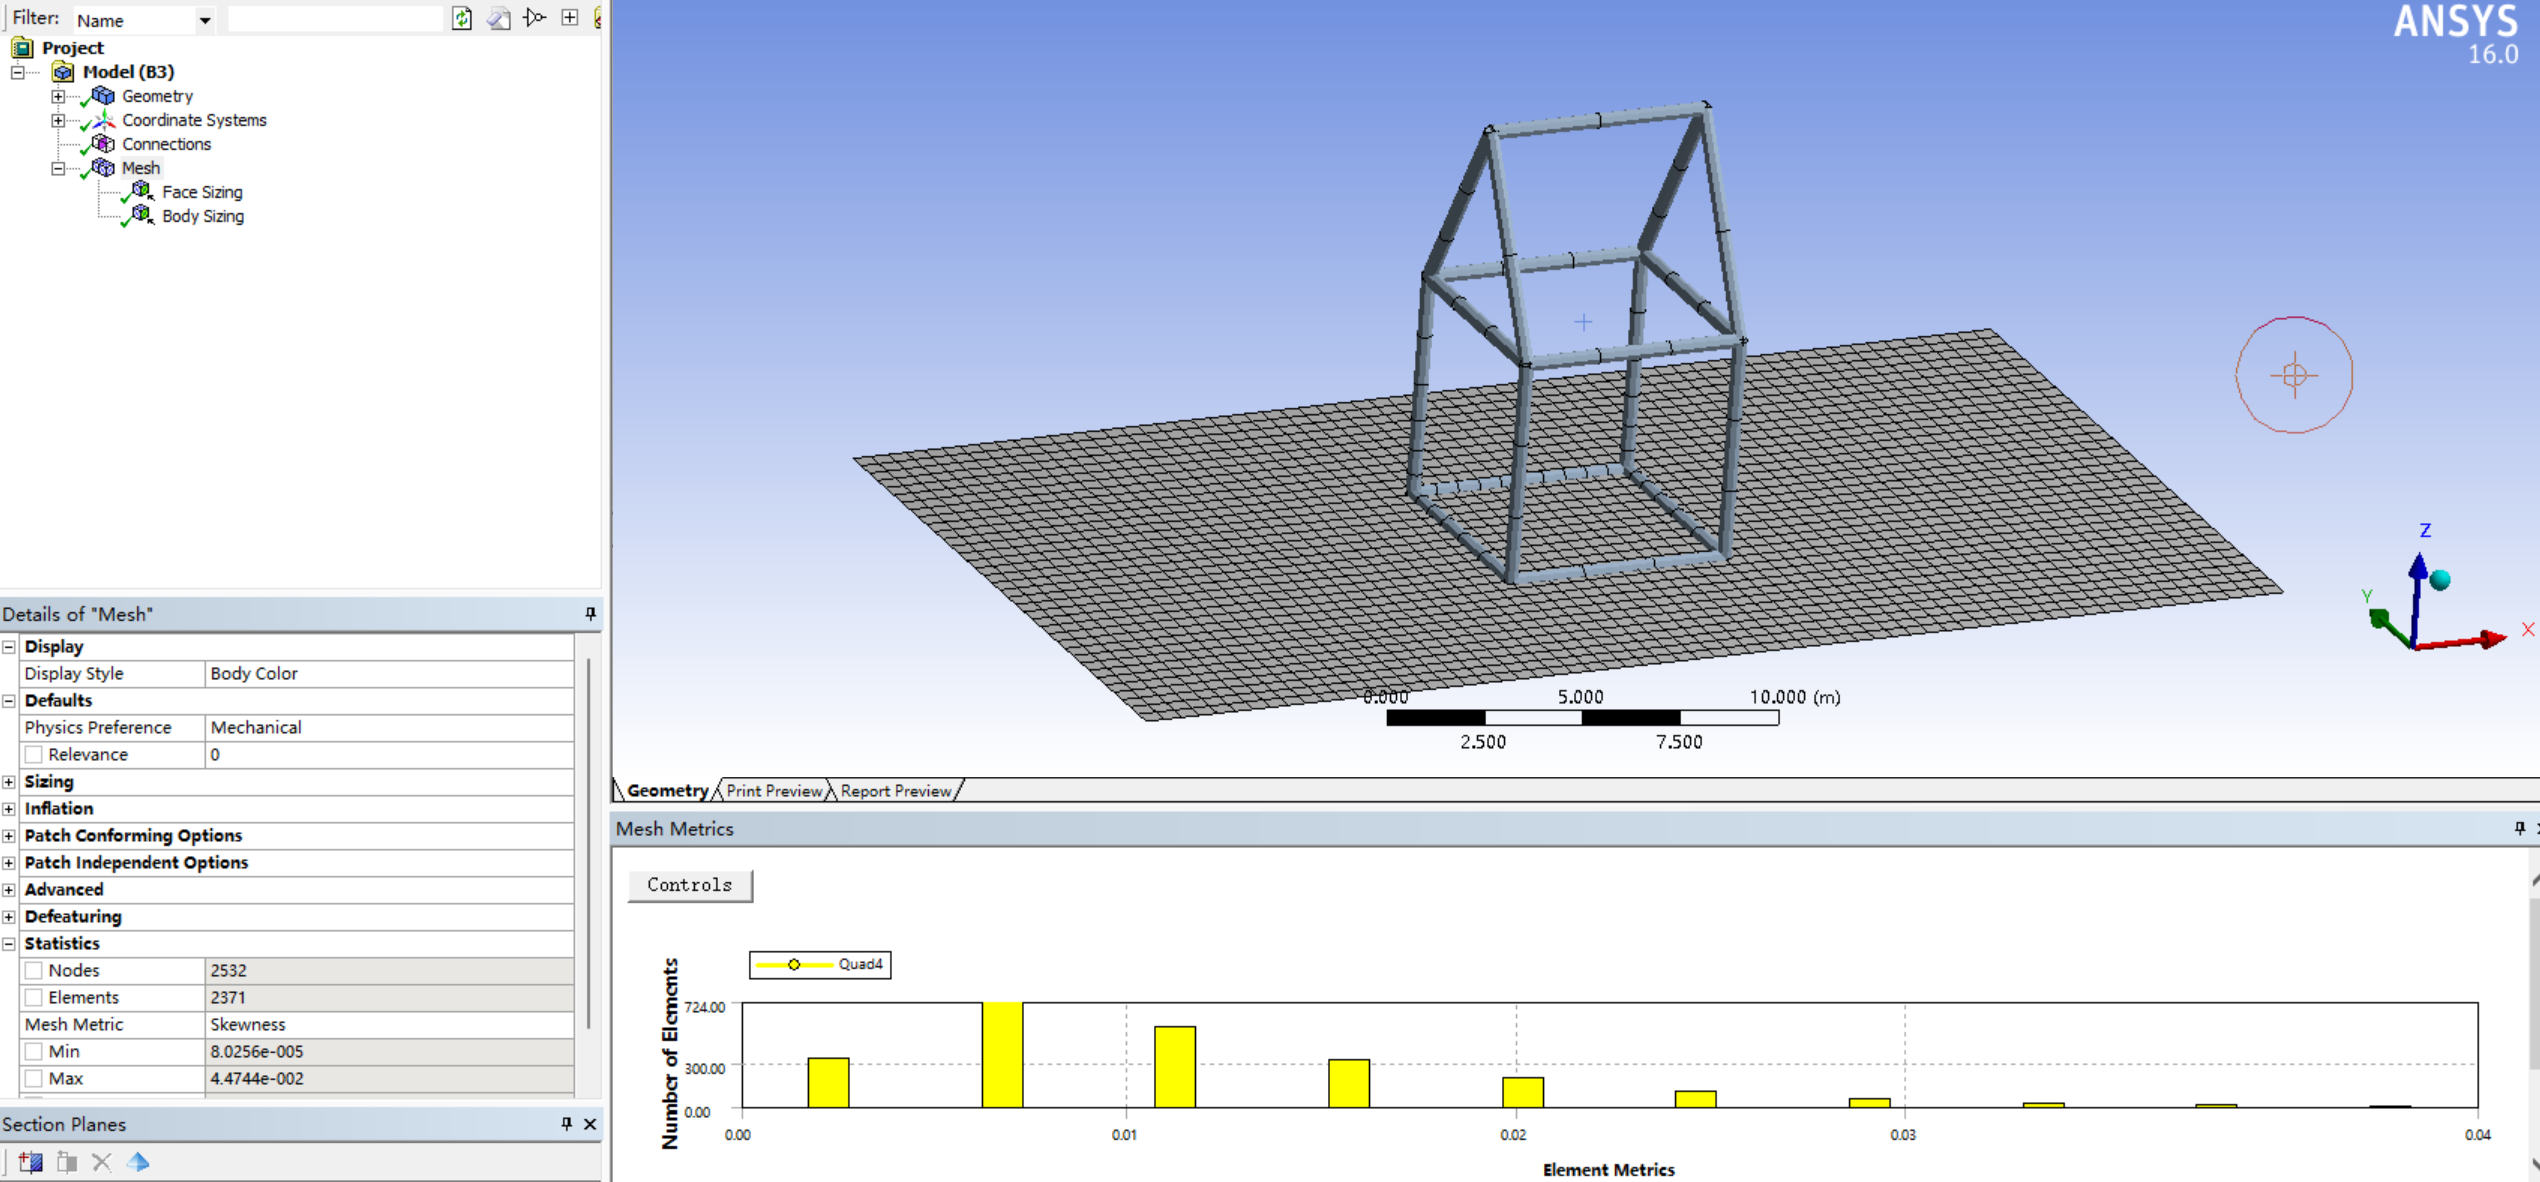 Filter: Name
Project
Model (B3)
Geometry
Coordinate Systems
Connections
Mesh
Face Sizing
Body Sizing
Details of "Mesh"
Display
Display Style Body Color
Defaults
Physics Preference Mechanical
Relevance 0
Sizing
Inflation
Patch Conforming Options
Patch Independent Options
Advanced
Defeaturing
Statistics
Nodes 2532
Elements 2371
Mesh Metric Skewness
Min 8.0256e-005
Max 4.4744e-002
Section Planes
ANSYS
16.0
Z
Y
X
0.000 5.000 10.000 (m)
2.500 7.500
Geometry Print Preview Report Preview
Mesh Metrics
Controls
Quad4
Number of Elements
724.00
300.00
0.00
0.00 0.01 0.02 0.03 0.04
Element Metrics